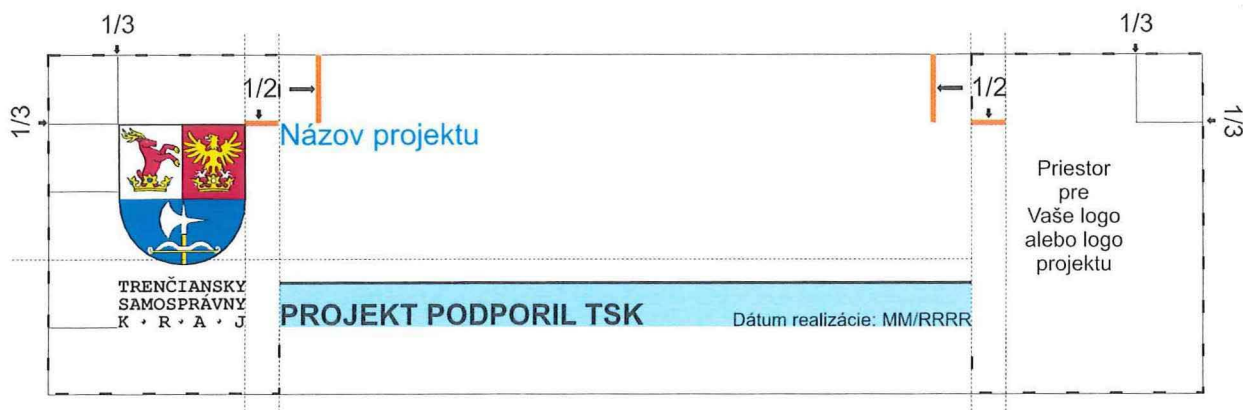 1/3
1/3
1/2
1/2
1/3
1/3
Názov projektu
Priestor
pre
Vaše logo
alebo logo
projektu
TRENČIANSKY
SAMOSPRÁVNY
K • R • A • J
PROJEKT PODPORIL TSK
Dátum realizácie: MM/RRRR